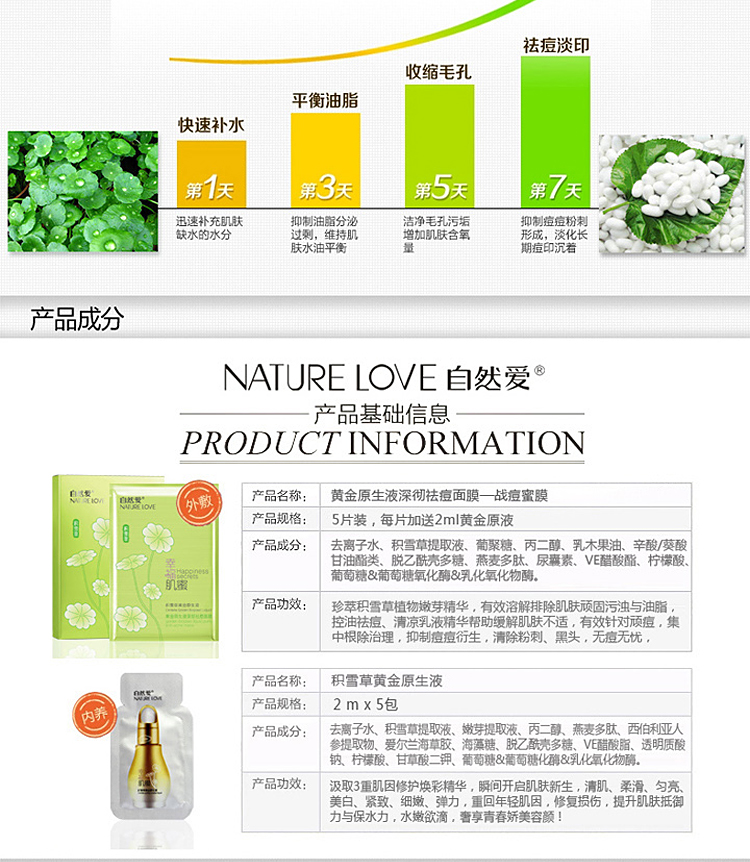 快速补水
平衡油脂
收缩毛孔
祛痘淡印
第1天
第3天
第5天
第7天
迅速补充肌肤
缺水的水分
抑制油脂分泌
过剩，维持肌
肤水油平衡
洁净毛孔污垢
增加肌肤含氧
量
抑制痘痘粉刺
形成，淡化长
期痘印沉着
产品成分
NATURE LOVE 自然爱®
产品基础信息
PRODUCT INFORMATION
自然爱
NATURE LOVE
自然爱
NATURE LOVE
外敷
幸福
Happiness
secrets
肌蜜
产品名称： 黄金原生液深彻祛痘面膜—战痘蜜膜
产品规格： 5片装，每片加送2ml黄金原液
产品成分： 去离子水、积雪草提取液、葡聚糖、丙二醇、乳木果油、辛酸/葵酸
甘油酯类、脱乙酰壳多糖、燕麦多肽、尿囊素、VE醋酸酯、柠檬酸、
葡萄糖&葡萄糖氧化酶&乳化氧化物酶。
产品功效： 珍萃积雪草植物嫩芽精华，有效溶解排除肌肤顽固污浊与油脂，
控油祛痘、清凉乳液精华帮助缓解肌肤不适，有效针对顽痘，集
中根除治理，抑制痘痘衍生，清除粉刺、黑头，无痘无忧，
内养
自然爱
NATURE LOVE
肌蜜
产品名称： 积雪草黄金原生液
产品规格： 2 m x 5包
产品成分： 去离子水、积雪草提取液、嫩芽提取液、丙二醇、燕麦多肽、西伯利亚人
参提取物、爱尔兰海草胶、海藻糖、脱乙酰壳多糖、VE醋酸脂、透明质酸
钠、柠檬酸、甘草酸二钾、葡萄糖&葡萄糖化酶&乳化氧化物酶。
产品功效： 汲取3重肌因修护焕彩精华，瞬间开启肌肤新生，清肌、柔滑、匀亮、
美白、紧致、细嫩、弹力，重回年轻肌因，修复损伤，提升肌肤抵御
力与保水力，水嫩欲滴，奢享青春娇美容颜！